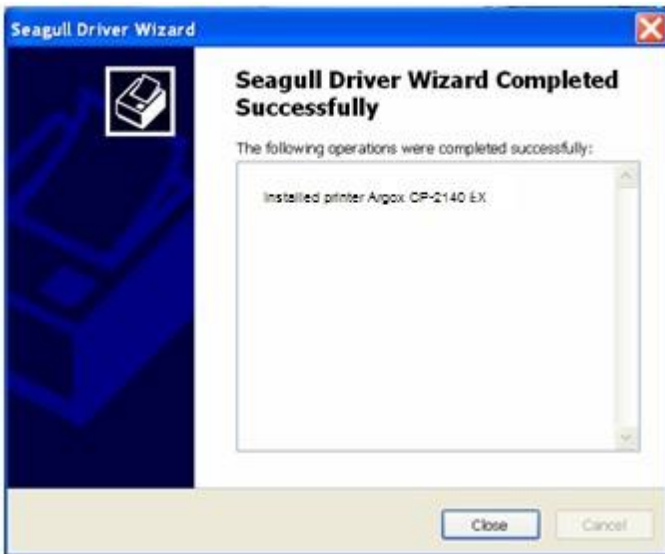 Seagull Driver Wizard
Seagull Driver Wizard Completed
Successfully
The following operations were completed successfully:
Installed printer Argox CP-2140 EX
Close
Cancel